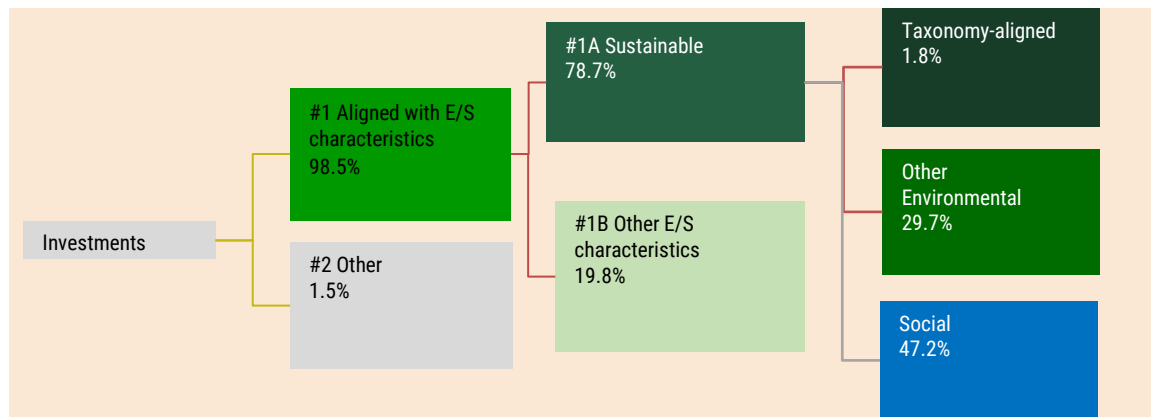 Investments
#1 Aligned with E/S
characteristics
98.5%
#2 Other
1.5%
#1A Sustainable
78.7%
#1B Other E/S
characteristics
19.8%
Taxonomy-aligned
1.8%
Other
Environmental
29.7%
Social
47.2%